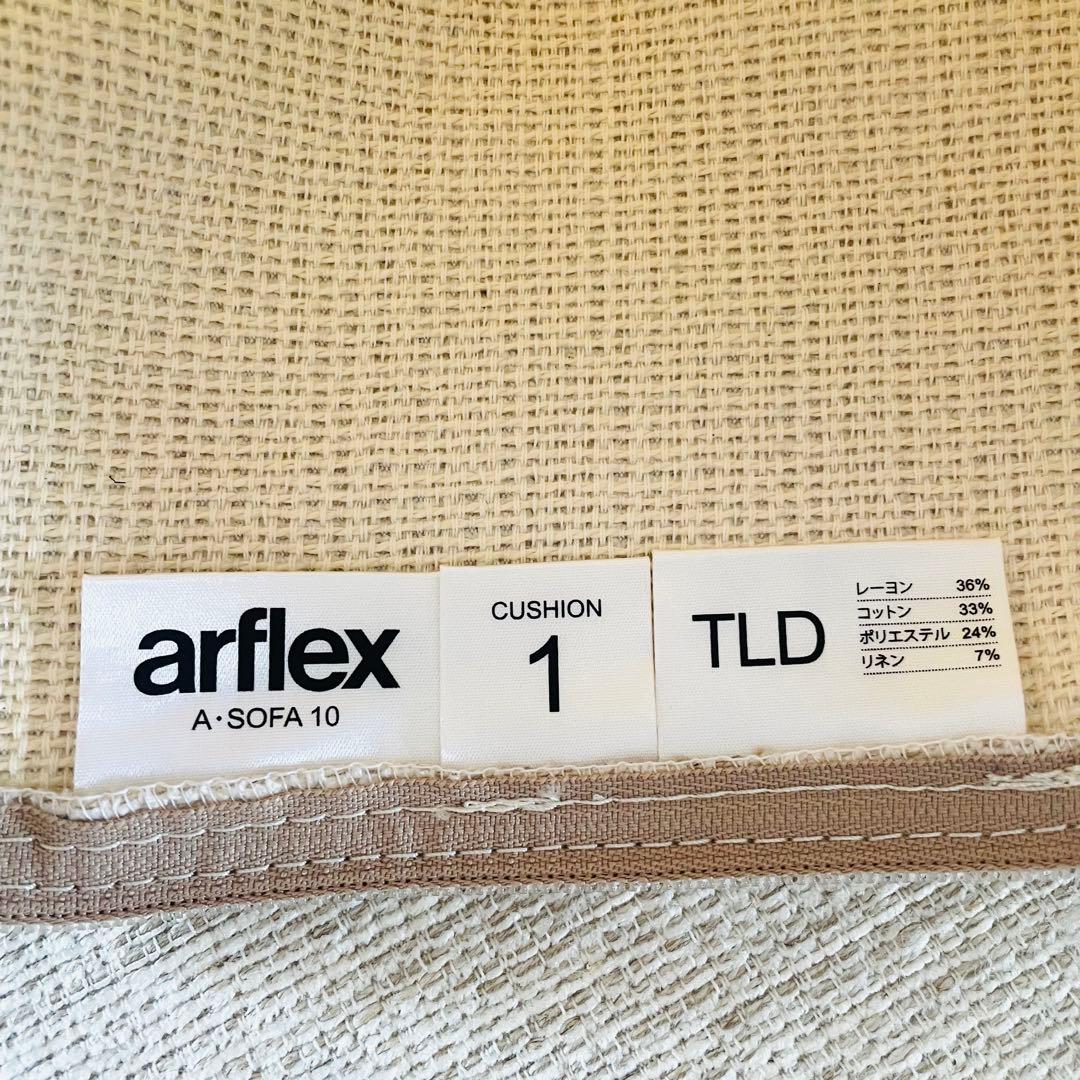 arflex
A・SOFA 10
CUSHION
1
TLD
レーヨン 36%
コットン 33%
ポリエステル 24%
リネン 7%